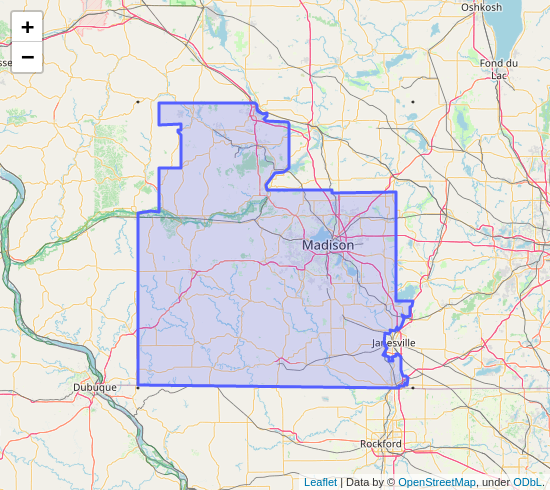 Oshkosh
+
−
sse
Fond du
Lac
Madison
Janesville
Dubuque
Rockford
Leaflet | Data by © OpenStreetMap, under ODbL.